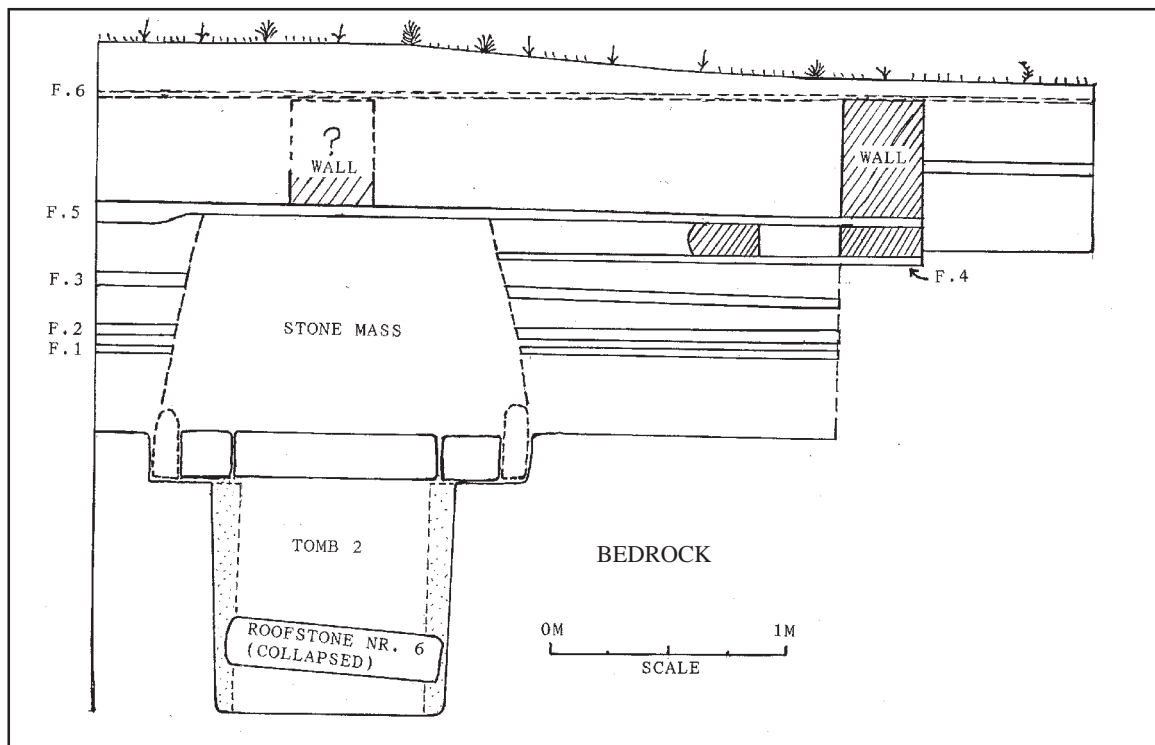 F.6
?
WALL
WALL
F.5
F.4
F.3
F.2
STONE MASS
F.1
TOMB 2
BEDROCK
ROOFSTONE NR. 6
(COLLAPSED)
0M 1M
SCALE